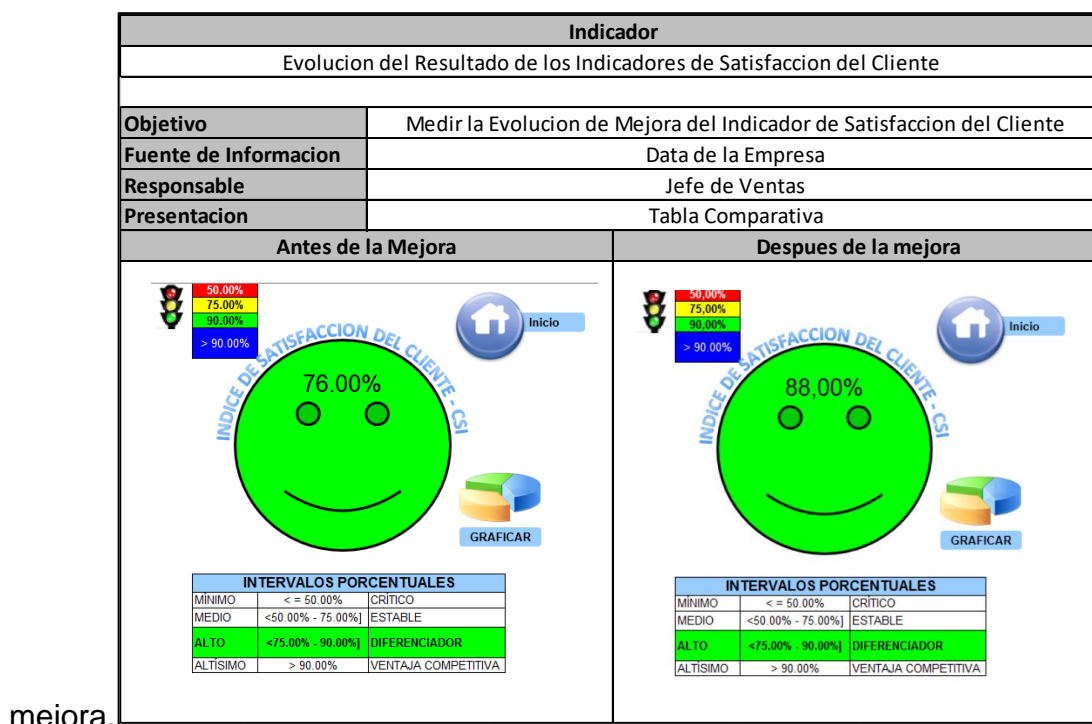 Indicador
Evolucion del Resultado de los Indicadores de Satisfaccion del Cliente
Objetivo Medir la Evolucion de Mejora del Indicador de Satisfaccion del Cliente
Fuente de Informacion Data de la Empresa
Responsable Jefe de Ventas
Presentacion Tabla Comparativa
Antes de la Mejora Despues de la mejora
50.00%
75.00%
90.00%
> 90.00%
Inicio
INDICE DE SATISFACCION DEL CLIENTE - CSI
76.00%
GRAFICAR
INTERVALOS PORCENTUALES
MÍNIMO < = 50.00% CRÍTICO
MEDIO <50.00% - 75.00%] ESTABLE
ALTO <75.00% - 90.00%] DIFERENCIADOR
ALTÍSIMO > 90.00% VENTAJA COMPETITIVA
50,00%
75,00%
90,00%
> 90.00%
Inicio
INDICE DE SATISFACCION DEL CLIENTE - CSI
88,00%
GRAFICAR
INTERVALOS PORCENTUALES
MÍNIMO < = 50.00% CRÍTICO
MEDIO <50.00% - 75.00%] ESTABLE
ALTO <75.00% - 90.00%] DIFERENCIADOR
ALTÍSIMO > 90.00% VENTAJA COMPETITIVA
mejora.